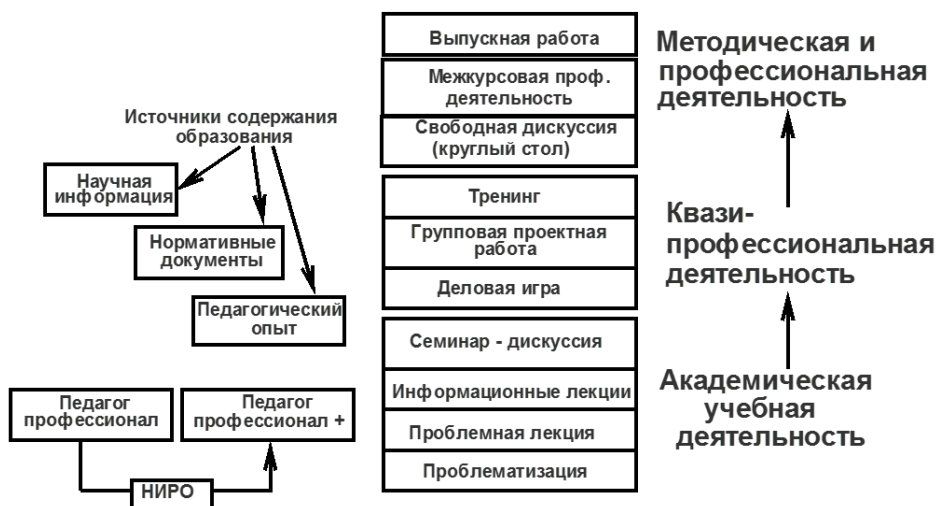 Источники содержания
образования
Научная
информация
Нормативные
документы
Педагогический
опыт
Педагог
профессионал
Педагог
профессионал +
НИРО
Выпускная работа
Межкурсовая проф.
деятельность
Свободная дискуссия
(круглый стол)
Тренинг
Групповая проектная
работа
Деловая игра
Семинар - дискуссия
Информационные лекции
Проблемная лекция
Проблематизация
Методическая и
профессиональная
деятельность
Квази-
профессиональная
деятельность
Академическая
учебная
деятельность